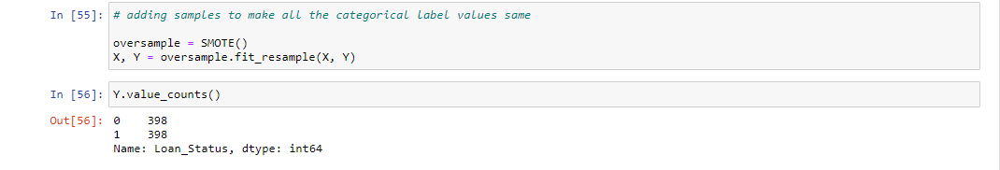 In [55]: # adding samples to make all the categorical label values same
oversample = SMOTE()
X, Y = oversample.fit_resample(X, Y)
In [56]: Y.value_counts()
Out[56]: 0    398
1    398
Name: Loan_Status, dtype: int64